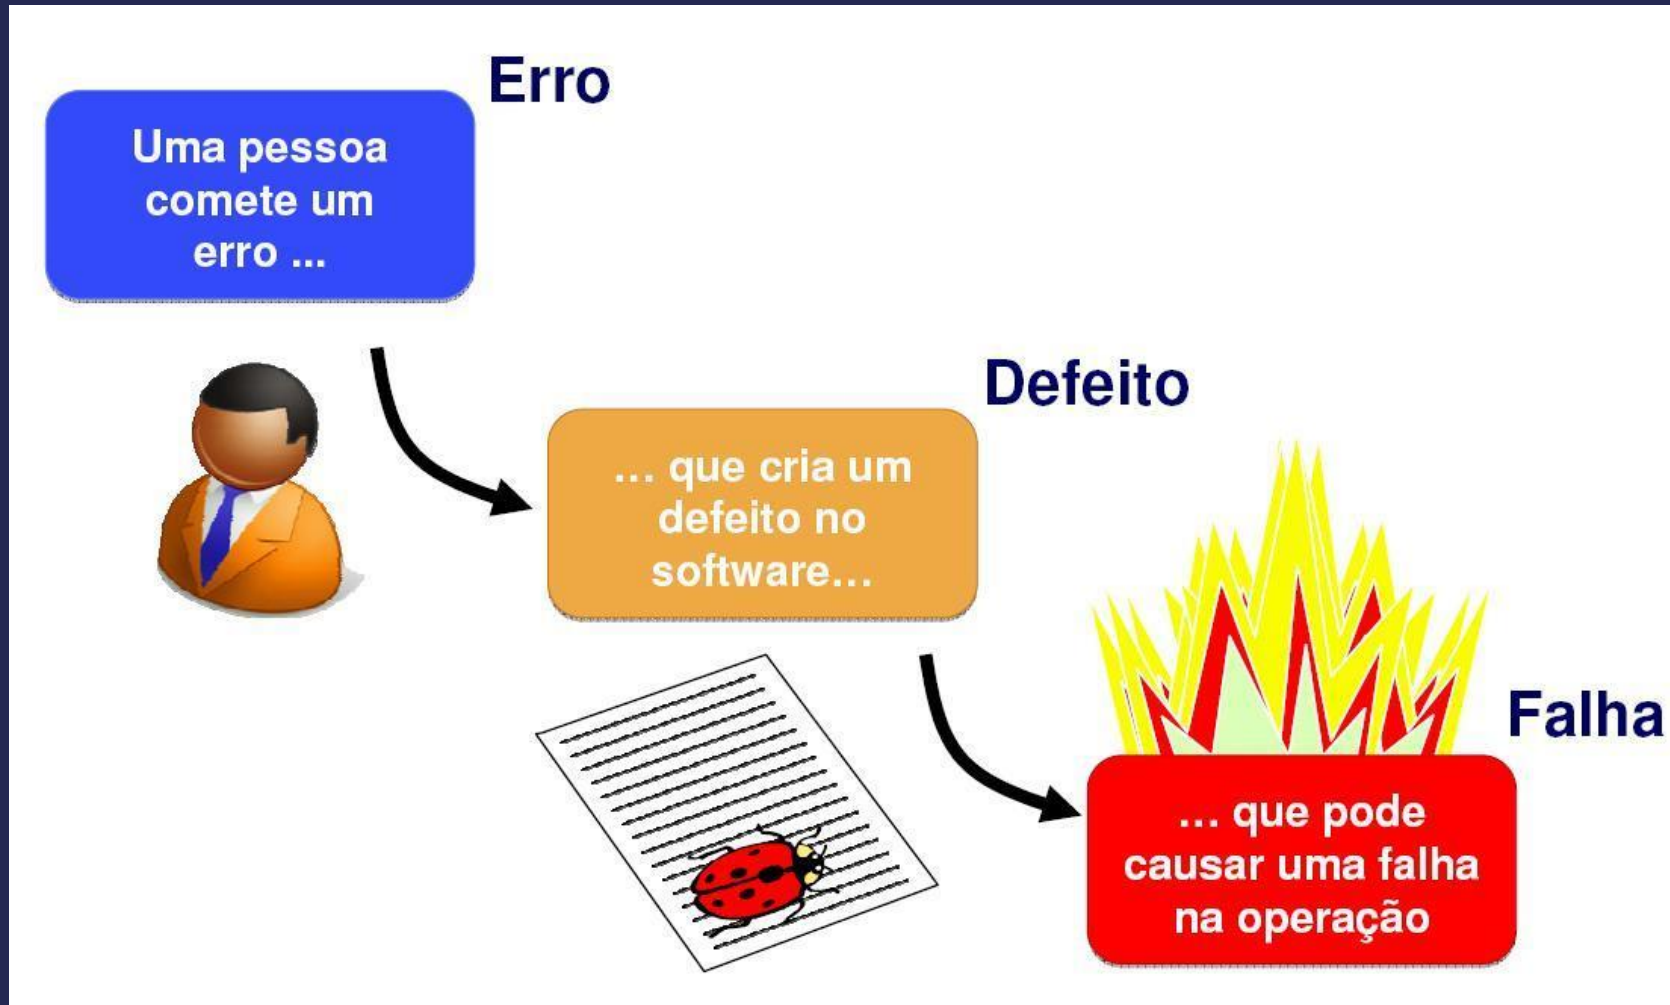 Erro
Uma pessoa
comete um
erro ...
Defeito
... que cria um
defeito no
software...
Falha
... que pode
causar uma falha
na operação